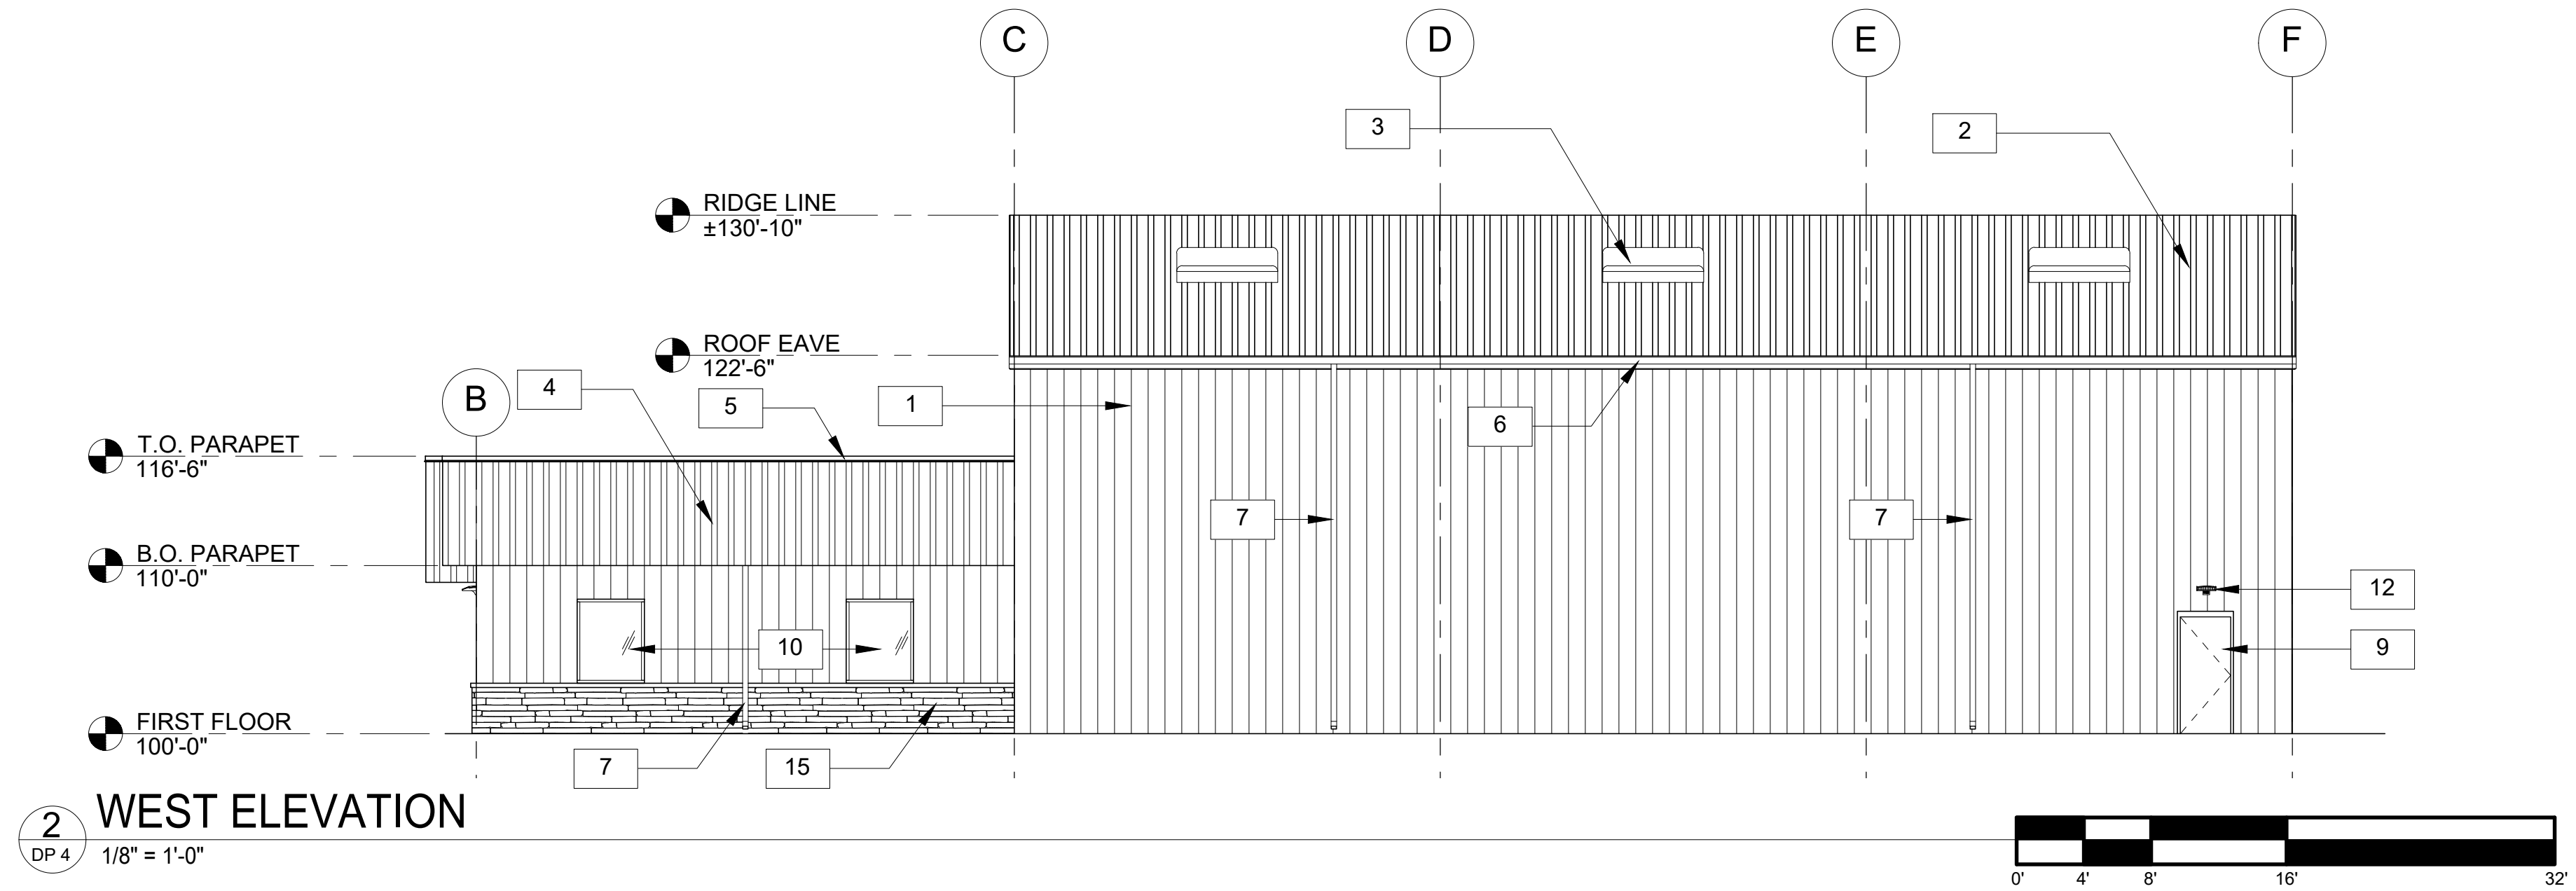 C D E F
3
2
RIDGE LINE
±130'-10"
ROOF EAVE
122'-6"
B
4
5
1
6
T.O. PARAPET
116'-6"
7
7
B.O. PARAPET
110'-0"
12
10
9
FIRST FLOOR
100'-0"
7
15
2
DP 4
WEST ELEVATION
1/8" = 1'-0"
0' 4' 8' 16' 32'